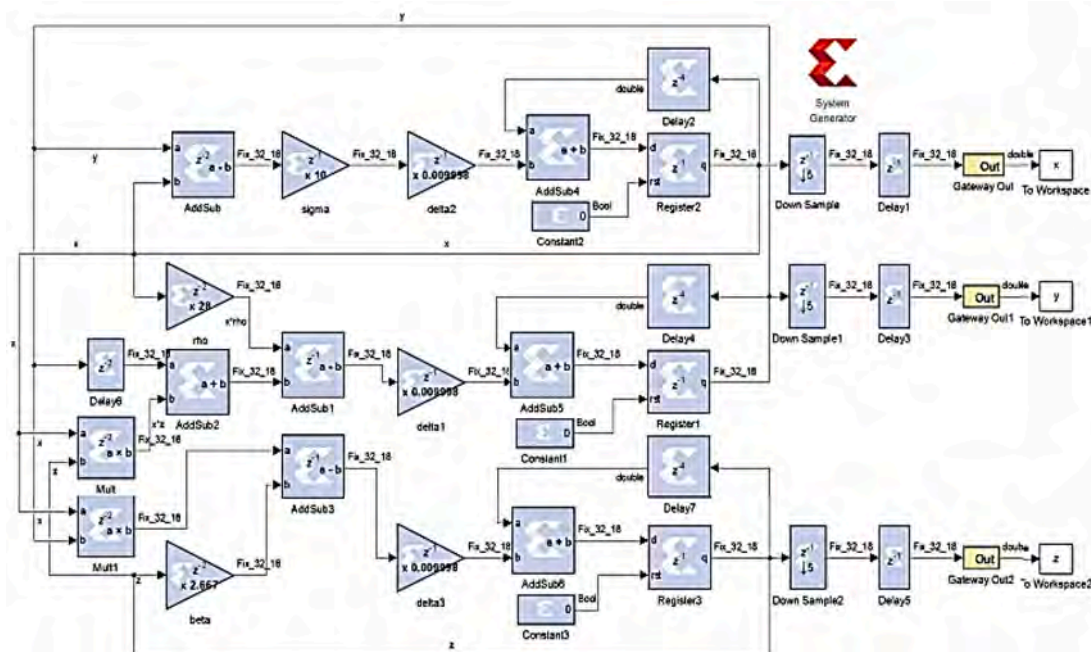 y
System
Generator
double
z⁻⁴
Delay2
y
a
b
z⁻²
a - b
AddSub
Fix_32_18
z⁻¹
x 10
sigma
Fix_32_18
z⁻¹
x 0.009998
delta2
Fix_32_18
a
b
a + b
AddSub4
Fix_32_18
d
rst
z⁻¹
q
Register2
Fix_32_18
Bool
0
Constant2
z⁻¹
↓5
Down Sample
Fix_32_18
Delay1
Fix_32_18
Out
Gateway Out
double
x
To Workspace
x
x
x 28
rho
Fix_32_18
x*rho
double
z⁻⁴
Delay4
z⁻¹
↓5
Down Sample1
Fix_32_18
Delay3
Fix_32_18
Out
Gateway Out1
double
y
To Workspace1
x
z⁻²
Delay6
Fix_32_18
a
b
a + b
AddSub2
Fix_32_18
a
b
z⁻¹
a - b
AddSub1
Fix_32_18
z⁻¹
x 0.009998
delta1
Fix_32_18
a
b
a + b
AddSub5
Fix_32_18
d
rst
z⁻¹
q
Register1
Fix_32_18
Bool
Constant1
x*z
x
z
a
b
z⁻²
a x b
Mult
Fix_32_18
x
a
b
z⁻²
a x b
Mult1
Fix_32_18
a
b
a - b
AddSub3
Fix_32_18
double
z⁻⁴
Delay7
z
x 2.667
beta
Fix_32_18
z⁻¹
x 0.009998
delta3
Fix_32_18
a
b
a + b
AddSub6
Fix_32_18
d
rst
z⁻¹
q
Register3
Fix_32_18
Bool
0
Constant3
z⁻¹
↓5
Down Sample2
Fix_32_18
Delay5
Fix_32_18
Out
Gateway Out2
double
z
To Workspace2
z